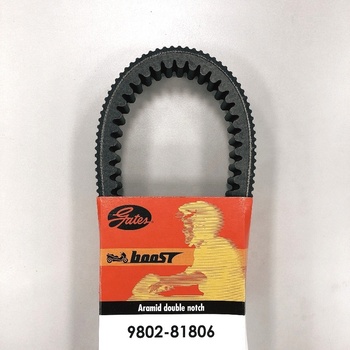 Gates
boost
Aramid double notch
9802-81806